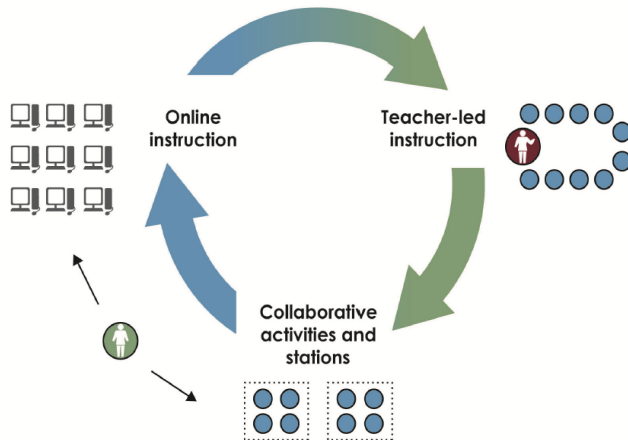 Online
instruction
Teacher-led
instruction
Collaborative
activities and
stations